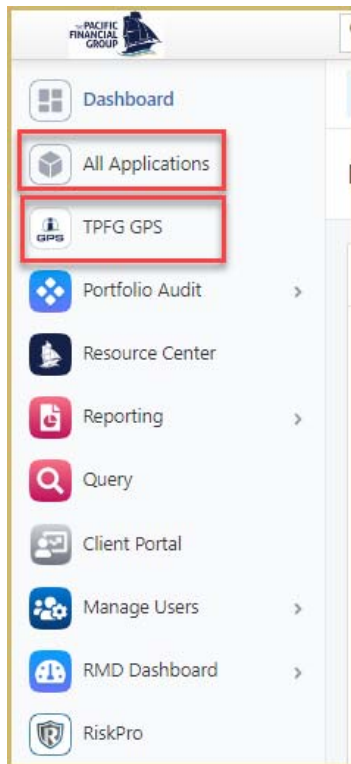 THE PACIFIC
FINANCIAL
GROUP
Dashboard
All Applications
GPS
TPFG GPS
Portfolio Audit
Resource Center
Reporting
Query
Client Portal
Manage Users
RMD Dashboard
RiskPro